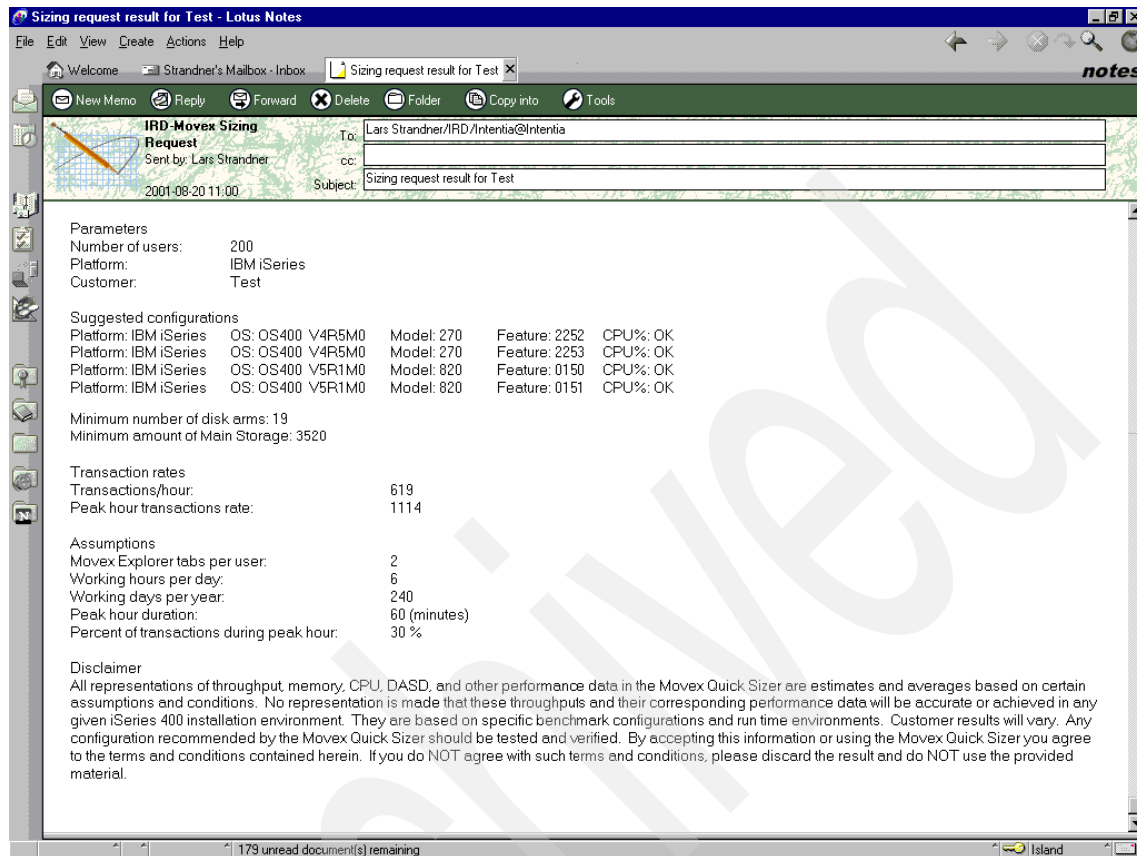 Sizing request result for Test - Lotus Notes
File Edit View Create Actions Help
Welcome Strandner's Mailbox - Inbox Sizing request result for Test
notes
New Memo Reply Forward Delete Folder Copy into Tools
IRD-Movex Sizing Request
Sent by: Lars Strandner
2001-08-20 11:00
To: Lars Strandner/IRD/Intentia@Intentia
cc:
Subject: Sizing request result for Test
Parameters
Number of users: 200
Platform: IBM iSeries
Customer: Test
Suggested configurations
Platform: IBM iSeries OS: OS400 V4R5M0 Model: 270 Feature: 2252 CPU%: OK
Platform: IBM iSeries OS: OS400 V4R5M0 Model: 270 Feature: 2253 CPU%: OK
Platform: IBM iSeries OS: OS400 V5R1M0 Model: 820 Feature: 0150 CPU%: OK
Platform: IBM iSeries OS: OS400 V5R1M0 Model: 820 Feature: 0151 CPU%: OK
Minimum number of disk arms: 19
Minimum amount of Main Storage: 3520
Transaction rates
Transactions/hour: 619
Peak hour transactions rate: 1114
Assumptions
Movex Explorer tabs per user: 2
Working hours per day: 6
Working days per year: 240
Peak hour duration: 60 (minutes)
Percent of transactions during peak hour: 30 %
Disclaimer
All representations of throughput, memory, CPU, DASD, and other performance data in the Movex Quick Sizer are estimates and averages based on certain
assumptions and conditions. No representation is made that these throughputs and their corresponding performance data will be accurate or achieved in any
given iSeries 400 installation environment. They are based on specific benchmark configurations and run time environments. Customer results will vary. Any
configuration recommended by the Movex Quick Sizer should be tested and verified. By accepting this information or using the Movex Quick Sizer you agree
to the terms and conditions contained herein. If you do NOT agree with such terms and conditions, please discard the result and do NOT use the provided
material.
179 unread document(s) remaining
Island